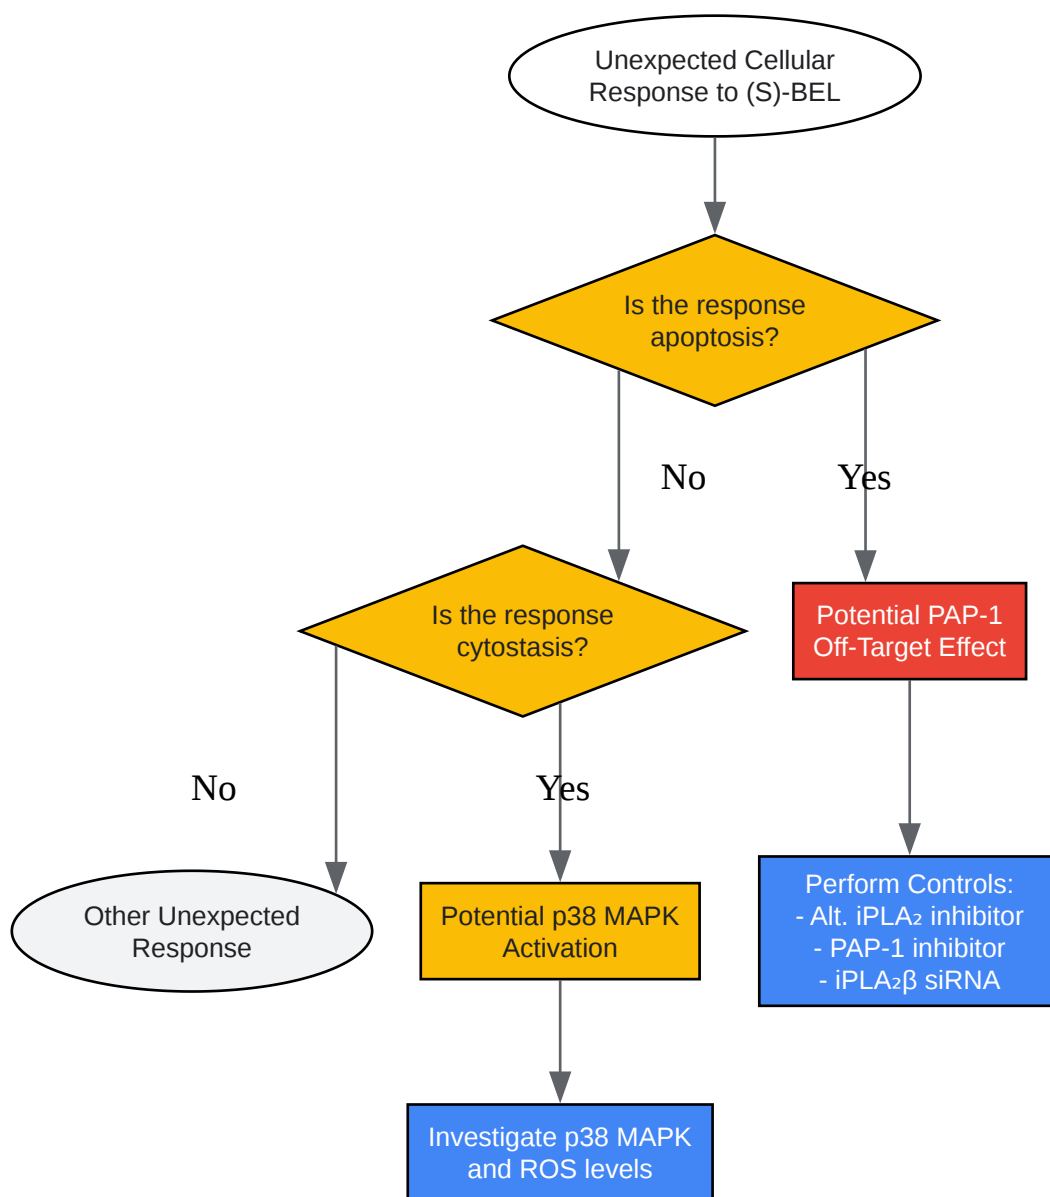 Unexpected Cellular
Response to (S)-BEL
Is the response
apoptosis?
No
Yes
Is the response
cytostasis?
Potential PAP-1
Off-Target Effect
No
Yes
Other Unexpected
Response
Potential p38 MAPK
Activation
Perform Controls:
- Alt. iPLA₂ inhibitor
- PAP-1 inhibitor
- iPLA₂β siRNA
Investigate p38 MAPK
and ROS levels